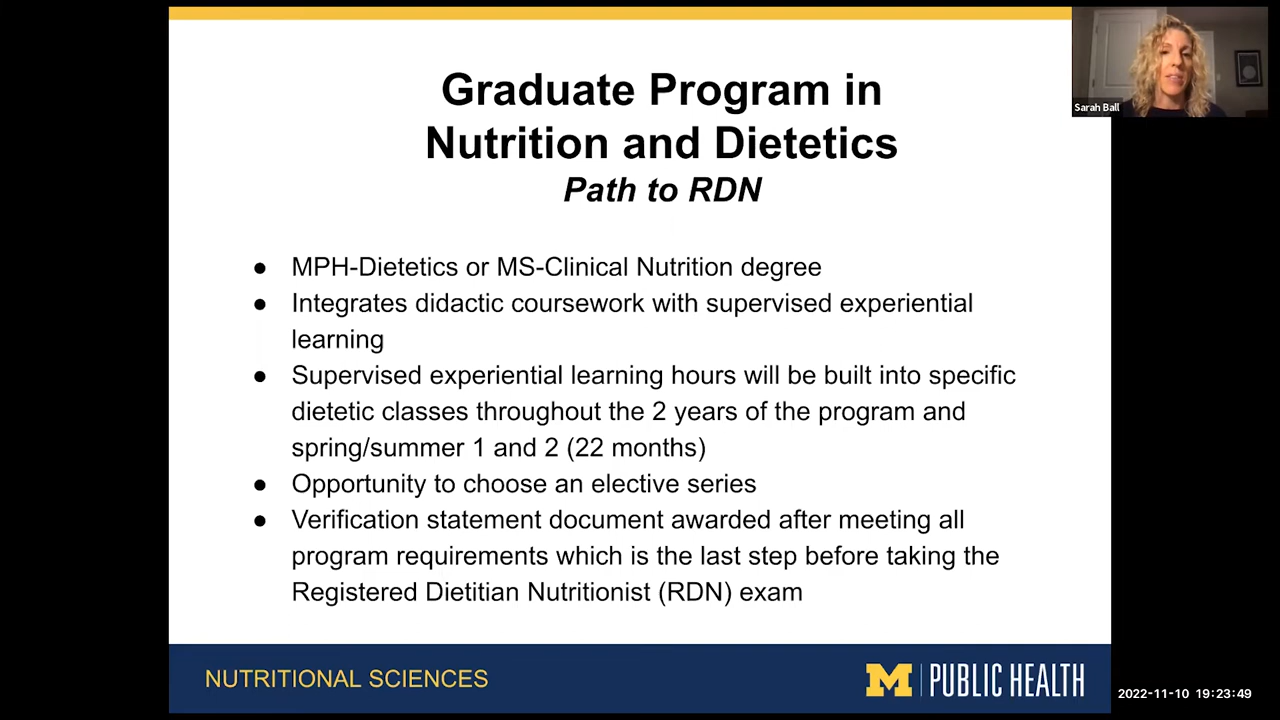 Graduate Program in
Nutrition and Dietetics
Path to RDN
Sarah Ball
● MPH-Dietetics or MS-Clinical Nutrition degree
● Integrates didactic coursework with supervised experiential
learning
● Supervised experiential learning hours will be built into specific
dietetic classes throughout the 2 years of the program and
spring/summer 1 and 2 (22 months)
● Opportunity to choose an elective series
● Verification statement document awarded after meeting all
program requirements which is the last step before taking the
Registered Dietitian Nutritionist (RDN) exam
NUTRITIONAL SCIENCES
M | PUBLIC HEALTH
2022-11-10 19:23:49